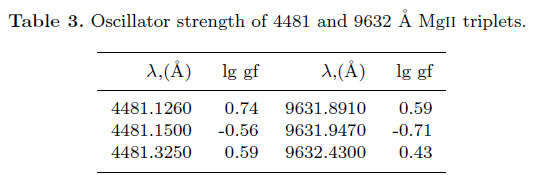 Table 3. Oscillator strength of 4481 and 9632 Å MgII triplets.
λ,(Å) lg gf λ,(Å) lg gf
4481.1260 0.74 9631.8910 0.59
4481.1500 -0.56 9631.9470 -0.71
4481.3250 0.59 9632.4300 0.43